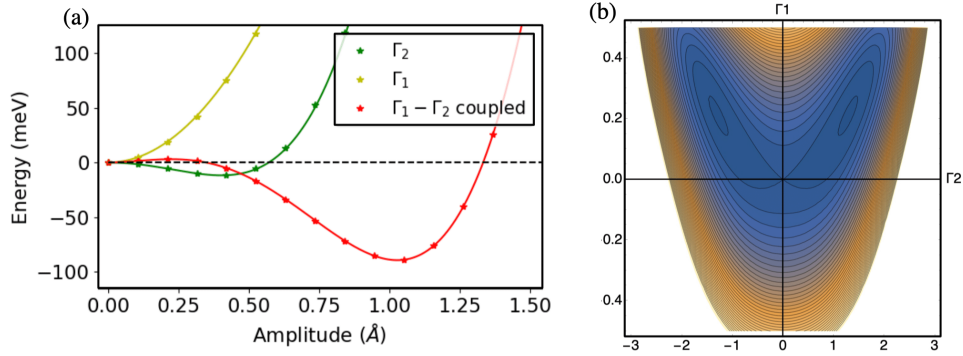 (a)
100
50
0
−50
−100
Energy (meV)
0.00 0.25 0.50 0.75 1.00 1.25 1.50
Amplitude (Å)
Γ2
Γ1
Γ1 − Γ2 coupled
(b)
Γ1
0.4
0.2
0.0
0.2
0.4
Γ2
−3 −2 −1 0 1 2 3